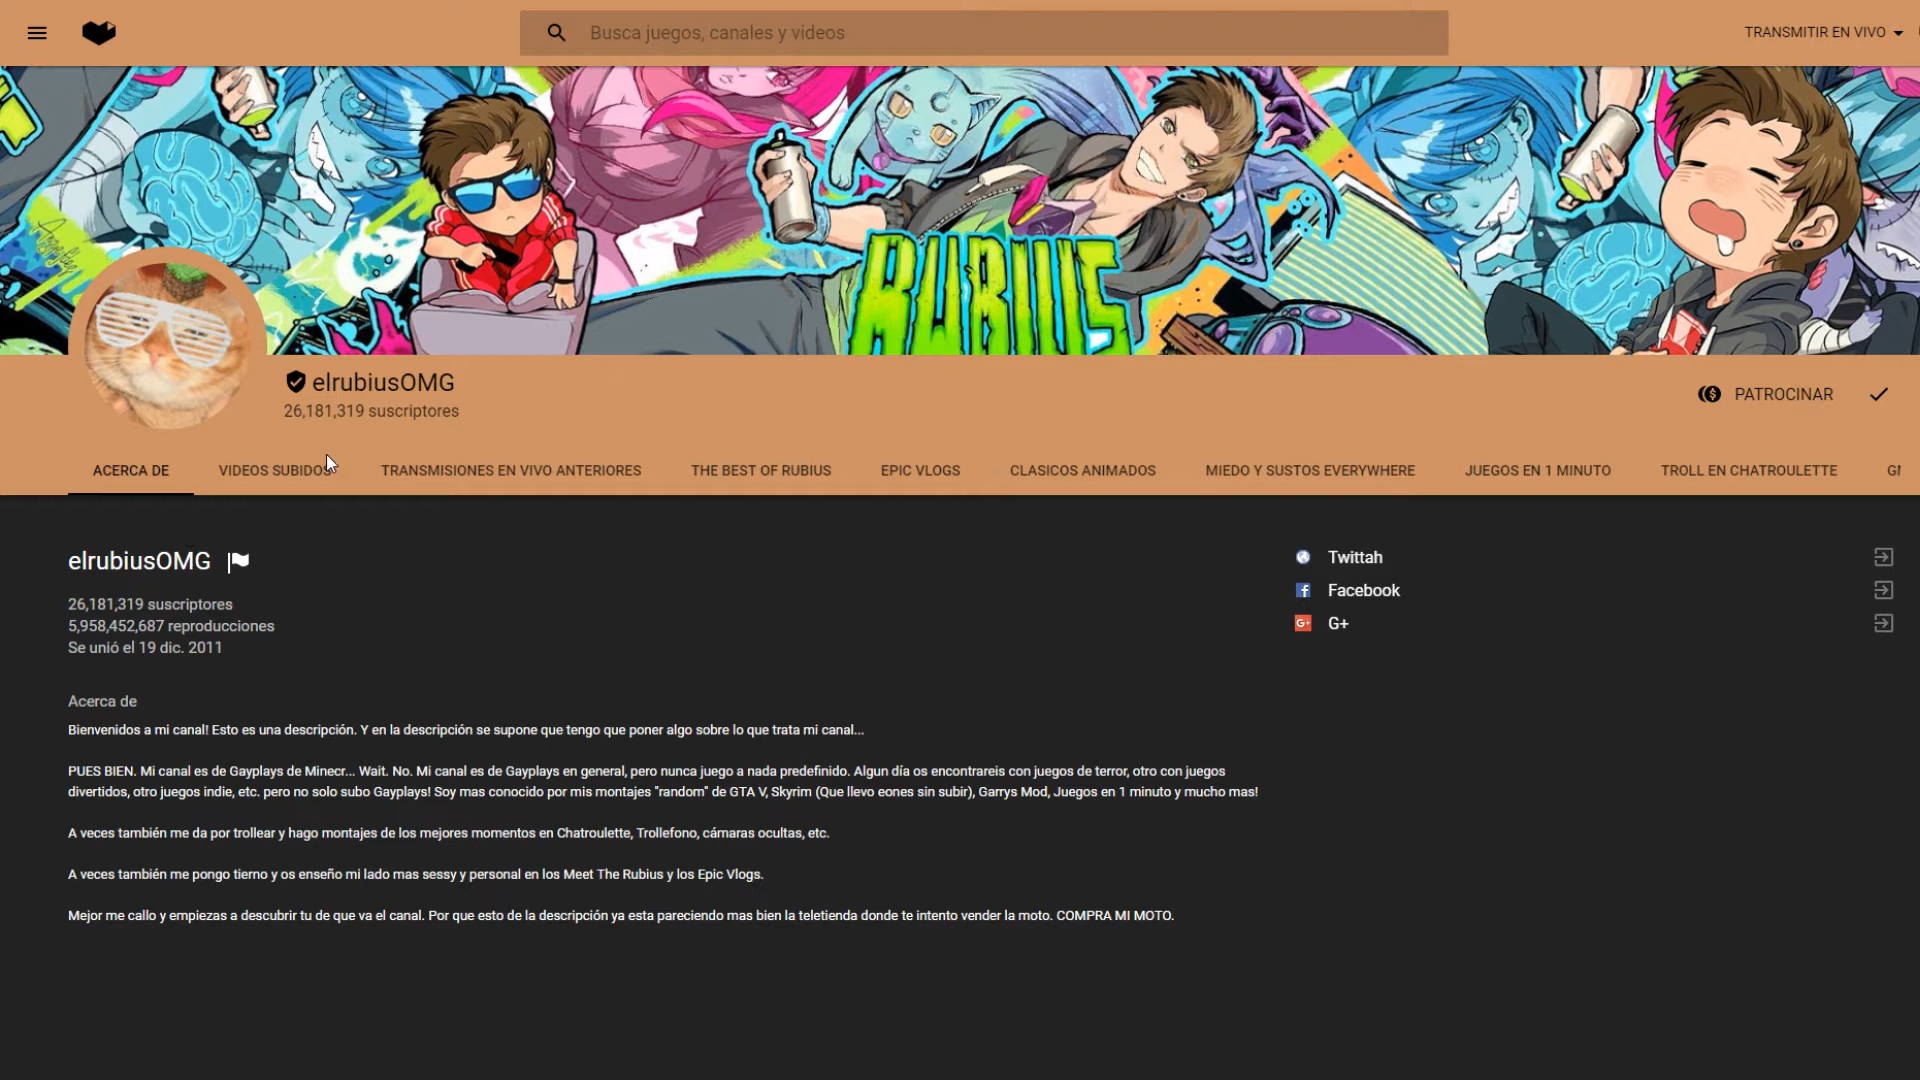 Busca juegos, canales y videos
TRANSMITIR EN VIVO
RUBIUS
elrubiusOMG
26,181,319 suscriptores
PATROCINAR
ACERCA DE
VIDEOS SUBIDOS
TRANSMISIONES EN VIVO ANTERIORES
THE BEST OF RUBIUS
EPIC VLOGS
CLASICOS ANIMADOS
MIEDO Y SUSTOS EVERYWHERE
JUEGOS EN 1 MINUTO
TROLL EN CHATROULETTE
elrubiusOMG
26,181,319 suscriptores
5,958,452,687 reproducciones
Se unió el 19 dic. 2011
Twittah
Facebook
G+
Acerca de
Bienvenidos a mi canal! Esto es una descripción. Y en la descripción se supone que tengo que poner algo sobre lo que trata mi canal...
PUES BIEN. Mi canal es de Gayplays de Minecr... Wait. No. Mi canal es de Gayplays en general, pero nunca juego a nada predefinido. Algun día os encontrareis con juegos de terror, otro con juegos
divertidos, otro juegos indie, etc. pero no solo subo Gayplays! Soy mas conocido por mis montajes "random" de GTA V, Skyrim (Que llevo eones sin subir), Garrys Mod, Juegos en 1 minuto y mucho mas!
A veces también me da por trollear y hago montajes de los mejores momentos en Chatroulette, Trollefono, cámaras ocultas, etc.
A veces también me pongo tierno y os enseño mi lado mas sessy y personal en los Meet The Rubius y los Epic Vlogs.
Mejor me callo y empiezas a descubrir tu de que va el canal. Por que esto de la descripción ya esta pareciendo mas bien la teletienda donde te intento vender la moto. COMPRA MI MOTO.